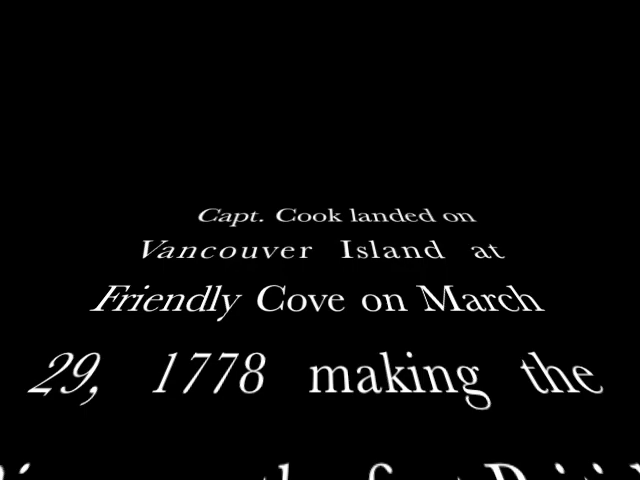 Capt. Cook landed on
Vancouver Island at
Friendly Cove on March
29, 1778 making the